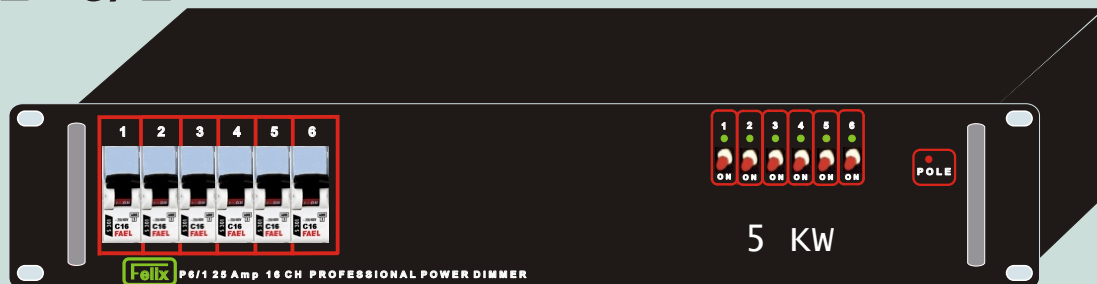 1 2 3 4 5 6
C16 C16 C16 C16 C16 C16
FAEL FAEL FAEL FAEL FAEL FAEL
1 2 3 4 5 6
ON ON ON ON ON ON
POLE
5 KW
Felix P6/1 25 Amp 16 CH PROFESSIONAL POWER DIMMER